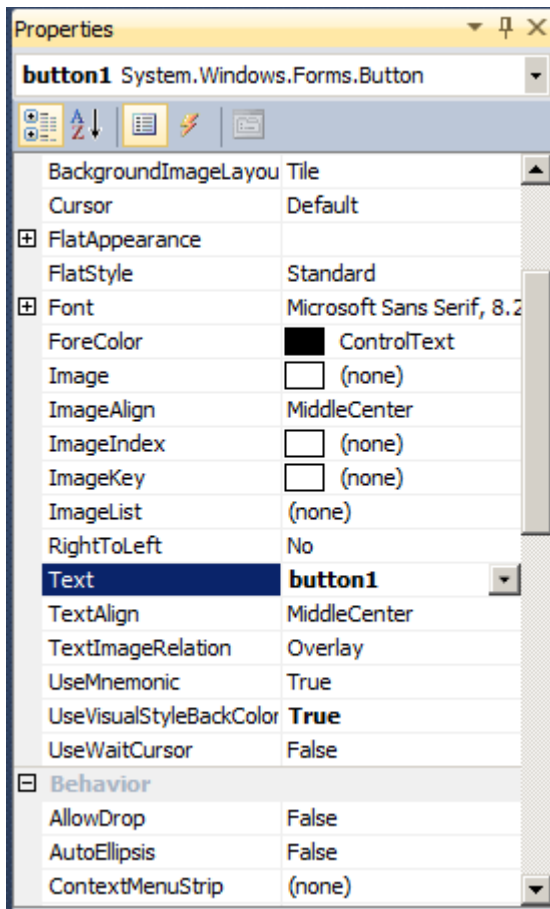 Properties
button1 System.Windows.Forms.Button
A Z
BackgroundImageLayou Tile
Cursor Default
FlatAppearance
FlatStyle Standard
Font Microsoft Sans Serif, 8.2
ForeColor ControlText
Image (none)
ImageAlign MiddleCenter
ImageIndex (none)
ImageKey (none)
ImageList (none)
RightToLeft No
Text button1
TextAlign MiddleCenter
TextImageRelation Overlay
UseMnemonic True
UseVisualStyleBackColor True
UseWaitCursor False
Behavior
AllowDrop False
AutoEllipsis False
ContextMenuStrip (none)